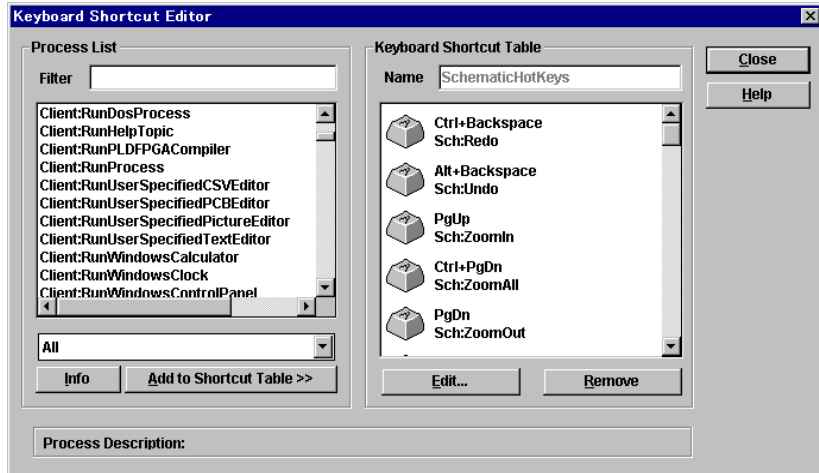 Keyboard Shortcut Editor
Process List
Filter
Client:RunDosProcess
Client:RunHelpTopic
Client:RunPLDFPGACompiler
Client:RunProcess
Client:RunUserSpecifiedCSVEditor
Client:RunUserSpecifiedPCBEditor
Client:RunUserSpecifiedPictureEditor
Client:RunUserSpecifiedTextEditor
Client:RunWindowsCalculator
Client:RunWindowsClock
Client:RunWindowsControlPanel
All
Info
Add to Shortcut Table >>
Keyboard Shortcut Table
Name SchematicHotKeys
Ctrl+Backspace
Sch:Redo
Alt+Backspace
Sch:Undo
PgUp
Sch:ZoomIn
Ctrl+PgDn
Sch:ZoomAll
PgDn
Sch:ZoomOut
Edit...
Remove
Close
Help
Process Description: